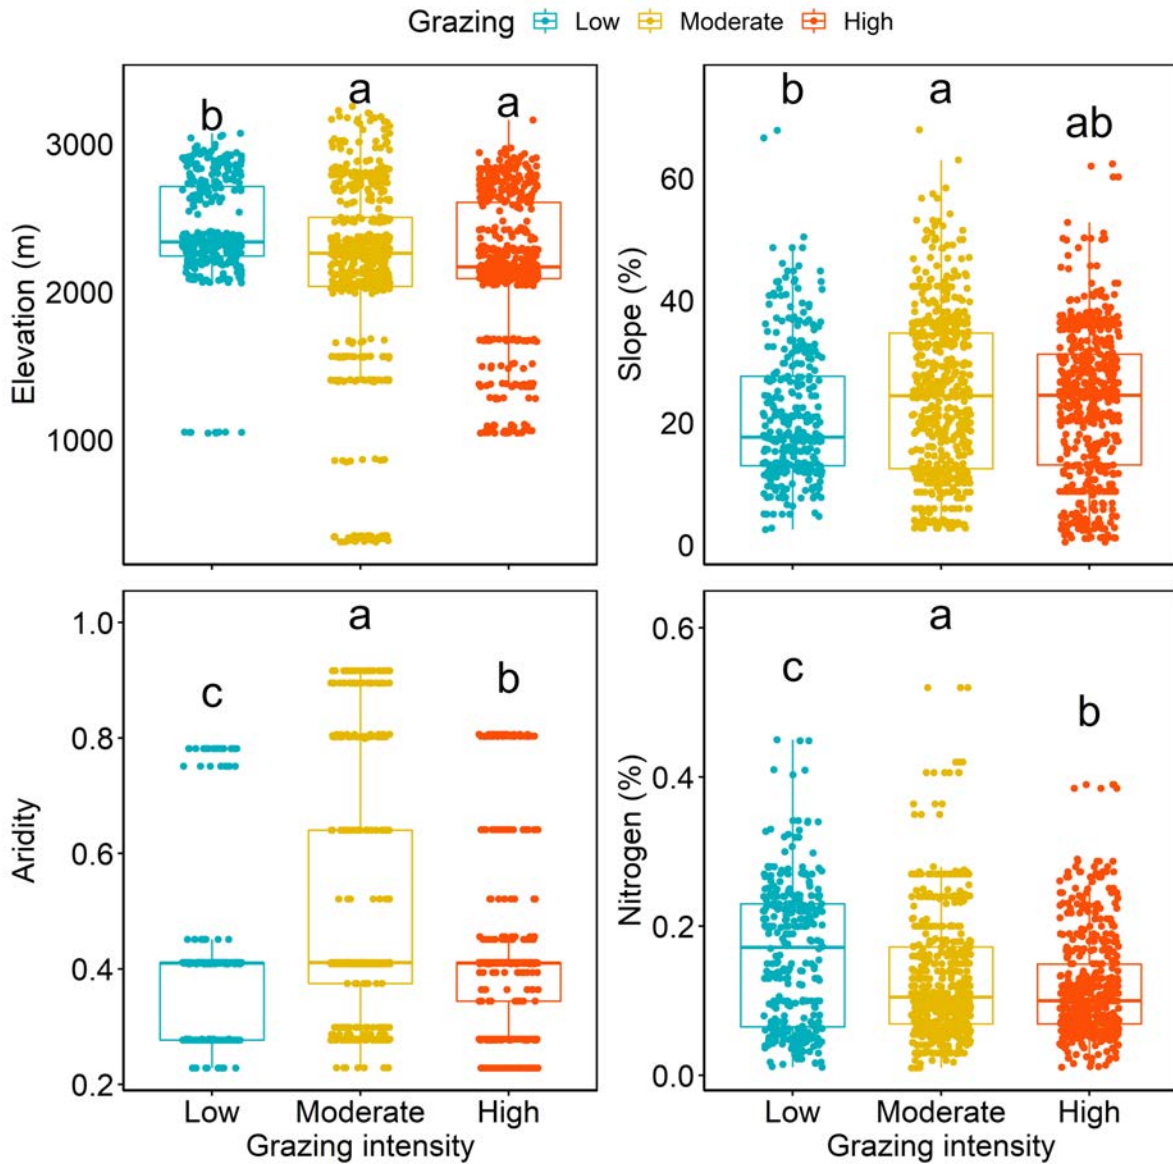 Grazing Low Moderate High
Elevation (m)
3000
2000
1000
b a a
Slope (%)
60
40
20
0
b a ab
Aridity
1.0
0.8
0.6
0.4
0.2
c a b
Low Moderate High
Grazing intensity
Nitrogen (%)
0.6
0.4
0.2
0.0
c a b
Low Moderate High
Grazing intensity